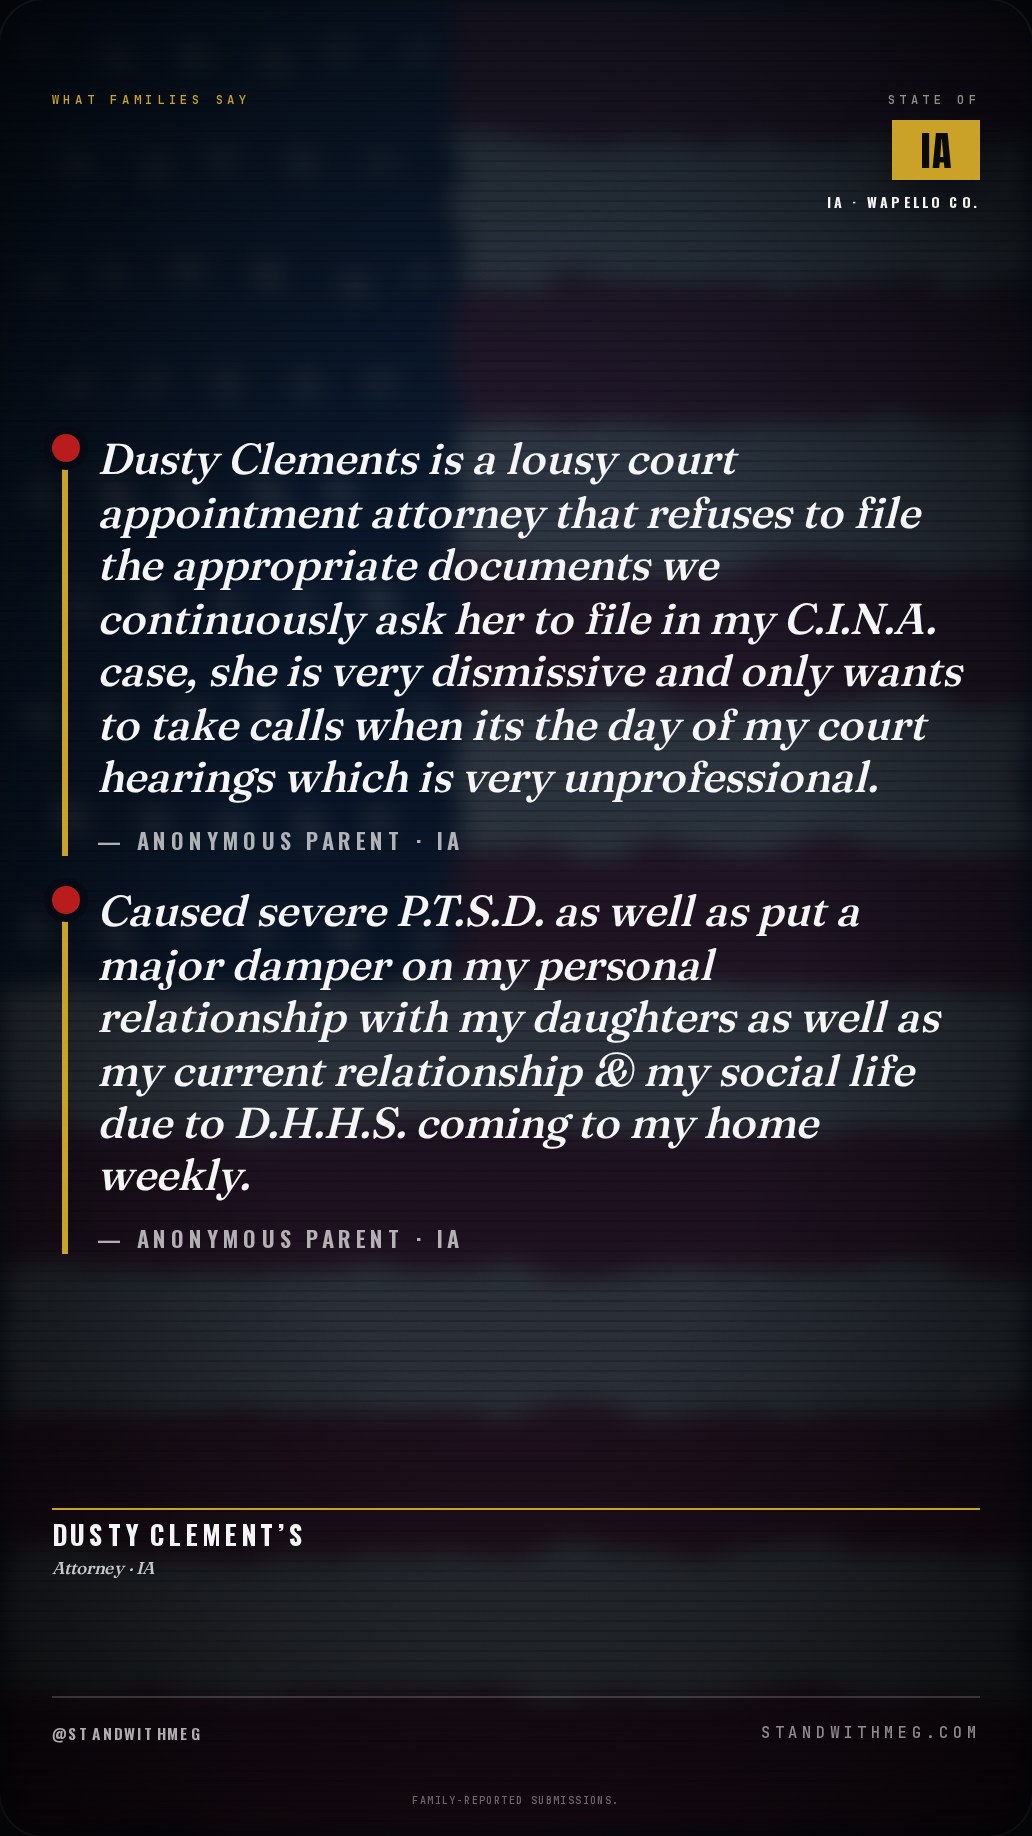 WHAT FAMILIES SAY
STATE OF
IA
IA · WAPELLO CO.
Dusty Clements is a lousy court
appointment attorney that refuses to file
the appropriate documents we
continuously ask her to file in my C.I.N.A.
case, she is very dismissive and only wants
to take calls when its the day of my court
hearings which is very unprofessional.
— ANONYMOUS PARENT · IA
Caused severe P.T.S.D. as well as put a
major damper on my personal
relationship with my daughters as well as
my current relationship & my social life
due to D.H.H.S. coming to my home
weekly.
— ANONYMOUS PARENT · IA
DUSTY CLEMENT’S
Attorney · IA
@STANDWITHMEG
STANDWITHMEG.COM
FAMILY-REPORTED SUBMISSIONS.